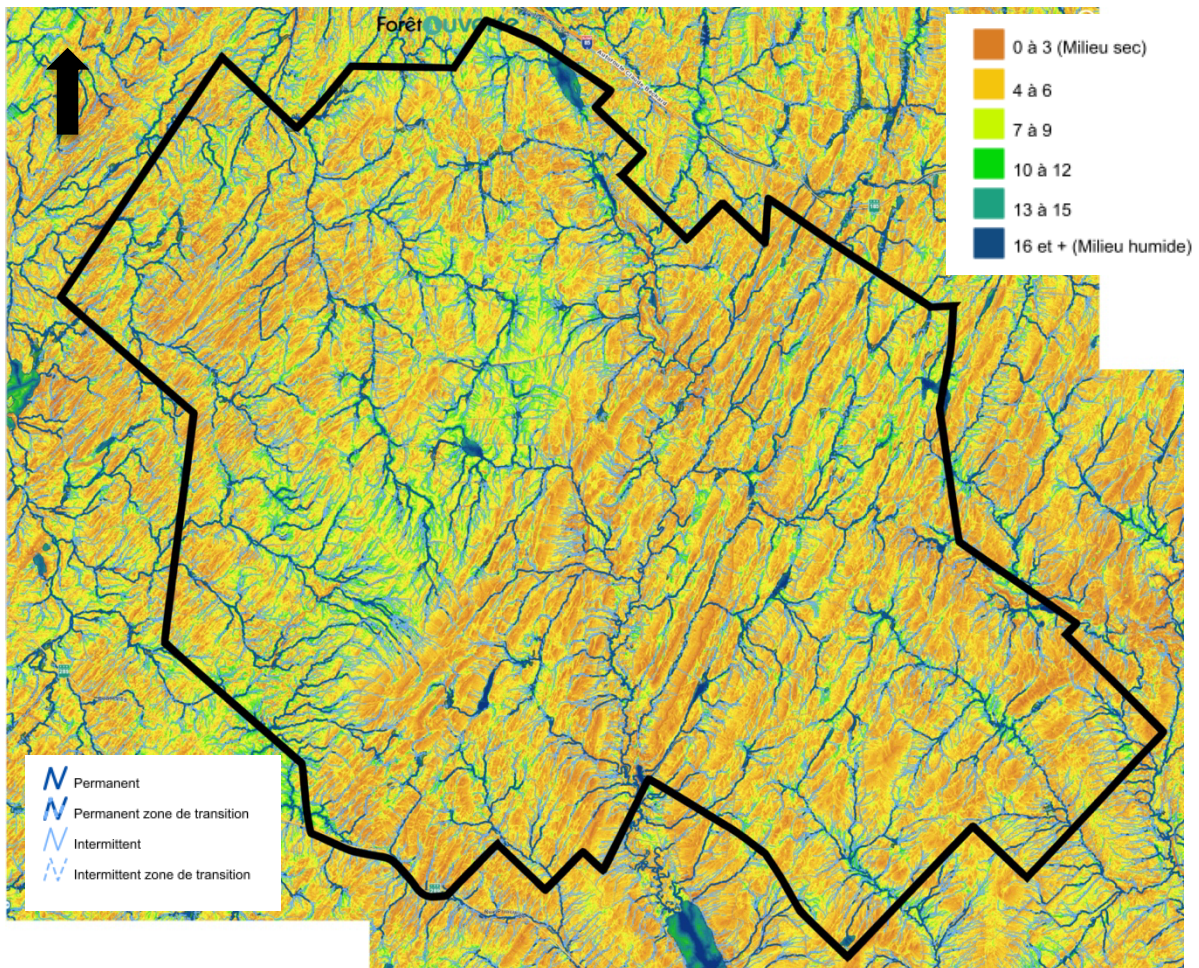 Forêt Ouverte
0 à 3 (Milieu sec)
4 à 6
7 à 9
10 à 12
13 à 15
16 et + (Milieu humide)
185
Permanent
Permanent zone de transition
Intermittent
Intermittent zone de transition